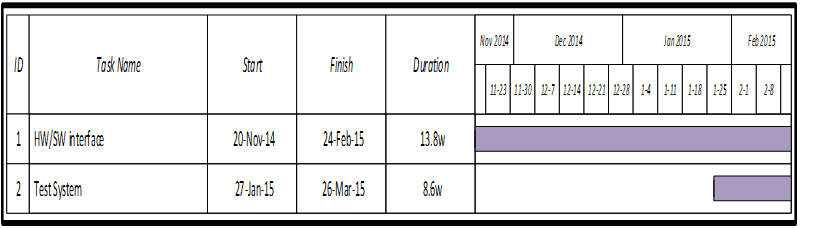 ID Task Name Start Finish Duration Nov 2014 Dec 2014 Jan 2015 Feb 2015
11-23 11-30 12-7 12-14 12-21 12-28 1-4 1-11 1-18 1-25 2-1 2-8
1 HW/SW interface 20-Nov-14 24-Feb-15 13.8w
2 Test System 27-Jan-15 26-Mar-15 8.6w